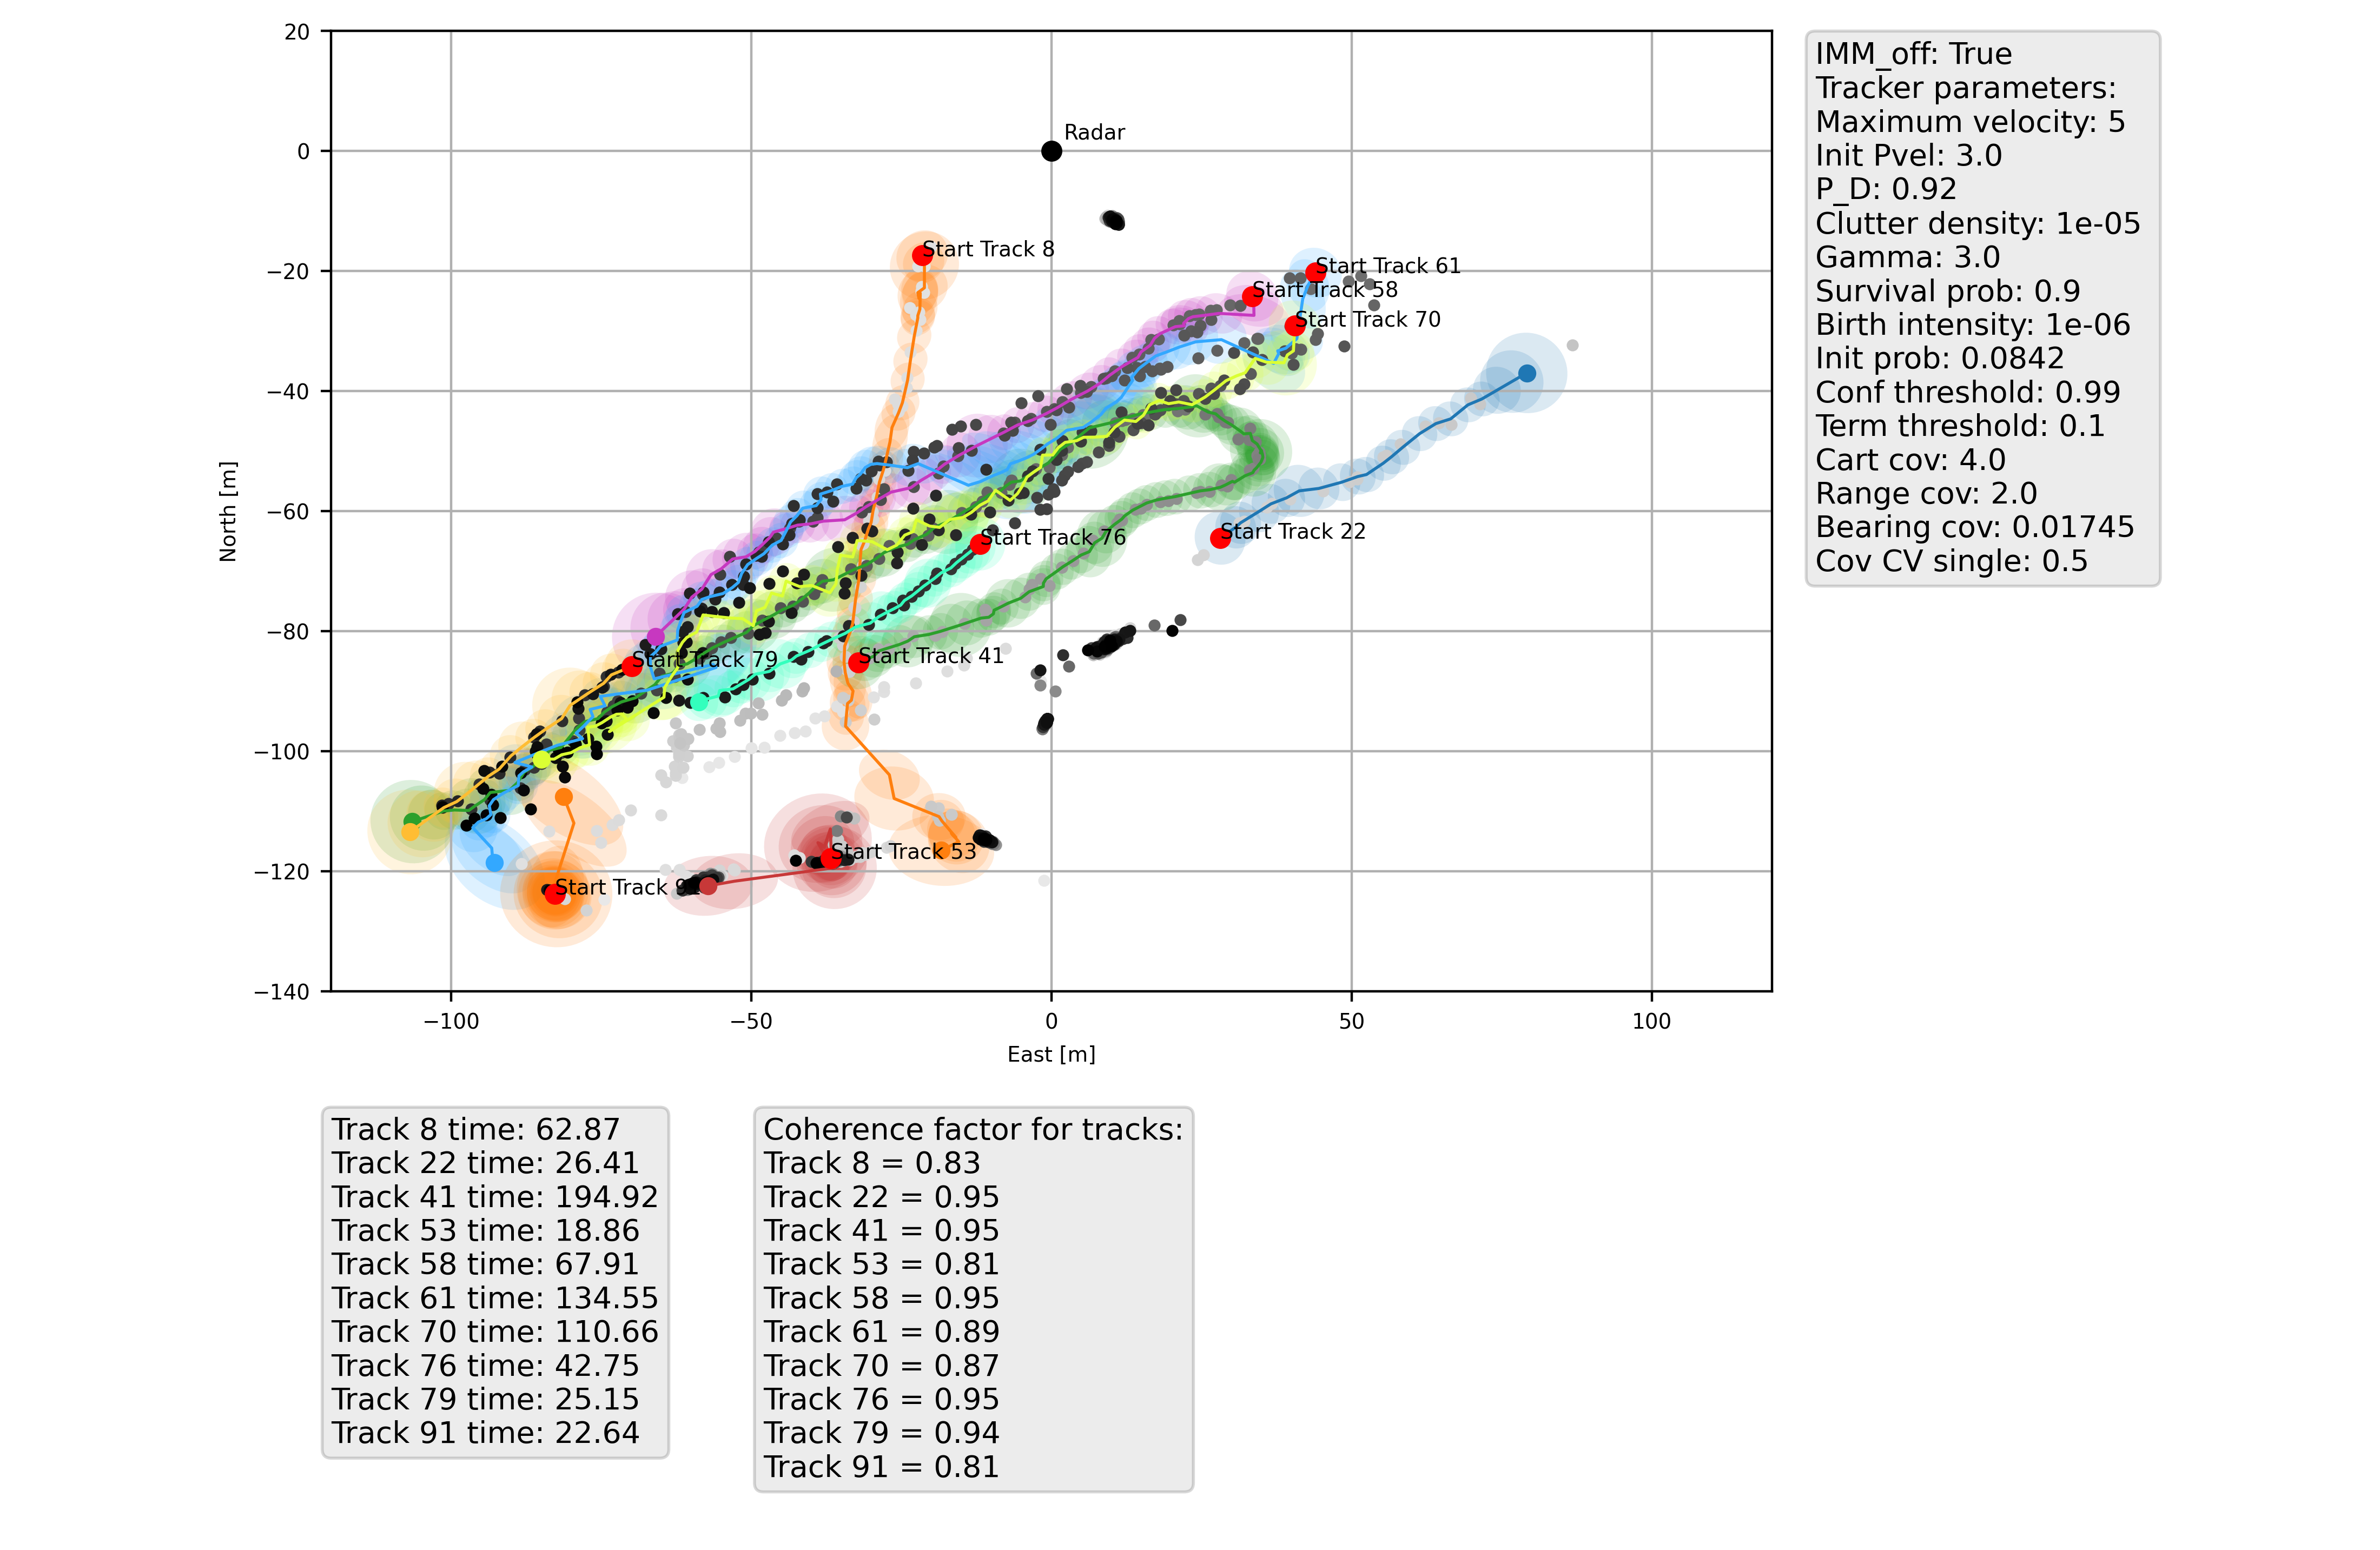 20
0
−20
−40
−60
−80
−100
−120
−140
−100
−50
0
50
100
North [m]
East [m]
Radar
Start Track 8
Start Track 61
Start Track 58
Start Track 70
Start Track 22
Start Track 76
Start Track 41
Start Track 79
Start Track 53
Start Track
IMM_off: True
Tracker parameters:
Maximum velocity: 5
Init Pvel: 3.0
P_D: 0.92
Clutter density: 1e-05
Gamma: 3.0
Survival prob: 0.9
Birth intensity: 1e-06
Init prob: 0.0842
Conf threshold: 0.99
Term threshold: 0.1
Cart cov: 4.0
Range cov: 2.0
Bearing cov: 0.01745
Cov CV single: 0.5
Track 8 time: 62.87
Track 22 time: 26.41
Track 41 time: 194.92
Track 53 time: 18.86
Track 58 time: 67.91
Track 61 time: 134.55
Track 70 time: 110.66
Track 76 time: 42.75
Track 79 time: 25.15
Track 91 time: 22.64
Coherence factor for tracks:
Track 8 = 0.83
Track 22 = 0.95
Track 41 = 0.95
Track 53 = 0.81
Track 58 = 0.95
Track 61 = 0.89
Track 70 = 0.87
Track 76 = 0.95
Track 79 = 0.94
Track 91 = 0.81